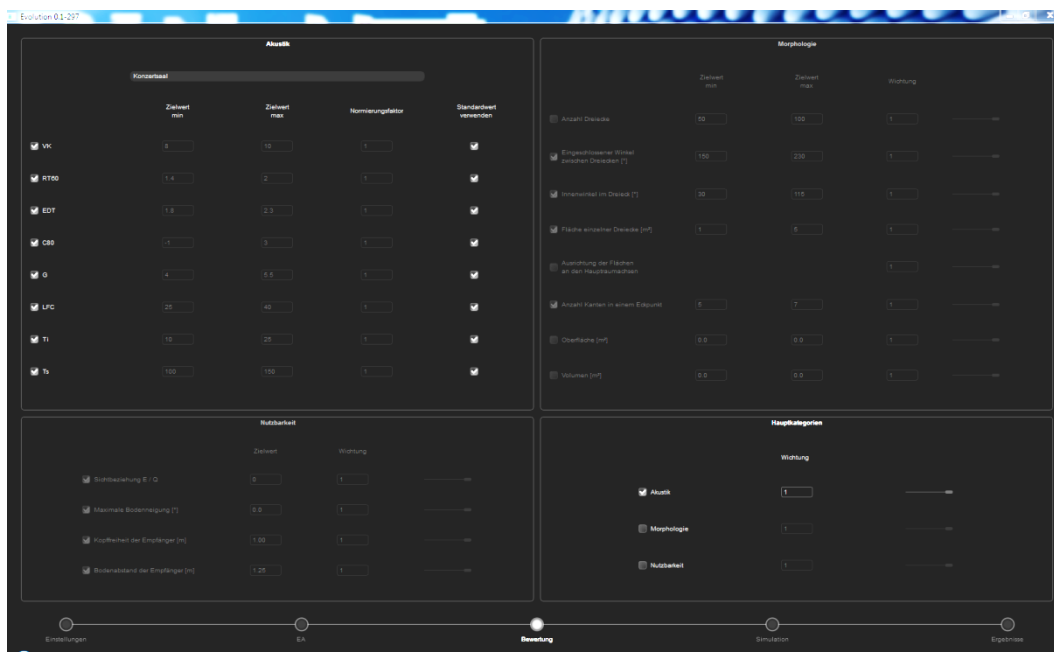 Evolution 0.1-297
Akustik
Konzertsaal
Zielwert min
Zielwert max
Normierungsfaktor
Standardwert verwenden
VK 8 10 1
RT60 1.4 2 1
EDT 1.8 2.3 1
C80 -1 3 1
G 4 5.5 1
LFC 25 40 1
Ti 10 25 1
Ts 100 150 1
Morphologie
Zielwert min
Zielwert max
Wichtung
Anzahl Dreiecke 50 100 1
Eingeschlossener Winkel
zwischen Dreiecken [°] 150 230 1
Innenwinkel im Dreieck [°] 30 115 1
Fläche einzelner Dreiecke [m²] 1 5 1
Ausrichtung der Flächen
an den Hauptraumachsen 1
Anzahl Kanten in einem Eckpunkt 5 7 1
Oberfläche [m²] 0.0 0.0 1
Volumen [m³] 0.0 0.0 1
Nutzbarkeit
Zielwert Wichtung
Sichtbeziehung E / Q 1
Maximale Bodenneigung [°] 1
Kopffreiheit der Empfänger [m] 1.00 1
Bodenabstand der Empfänger [m] 1.25 1
Hauptkategorien
Wichtung
Akustik 1
Morphologie 1
Nutzbarkeit 1
Einstellungen EA Bewertung Simulation Ergebnisse